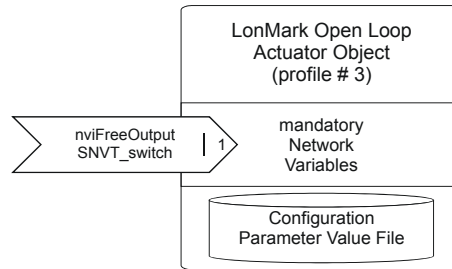 LonMark Open Loop
Actuator Object
(profile # 3)
nviFreeOutput
SNVT_switch
| 1
mandatory
Network
Variables
Configuration
Parameter Value File